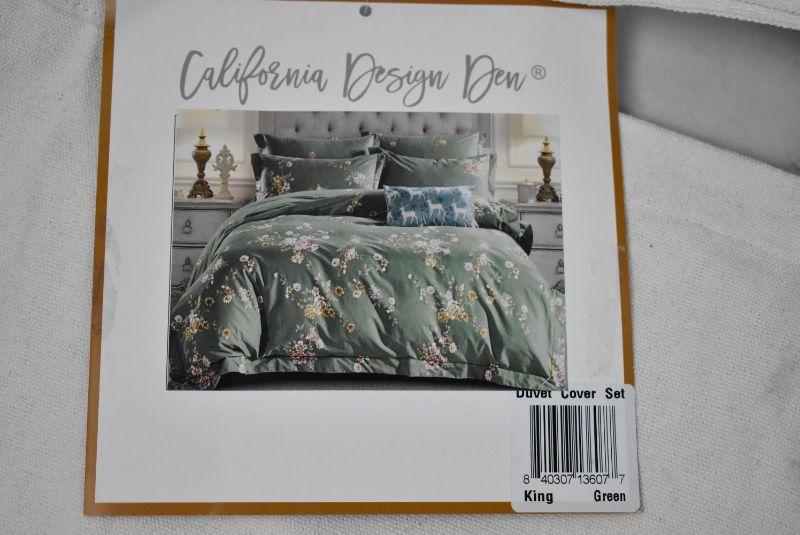 California Design Den®
Duvet Cover Set
8 40307 13607 7
King Green